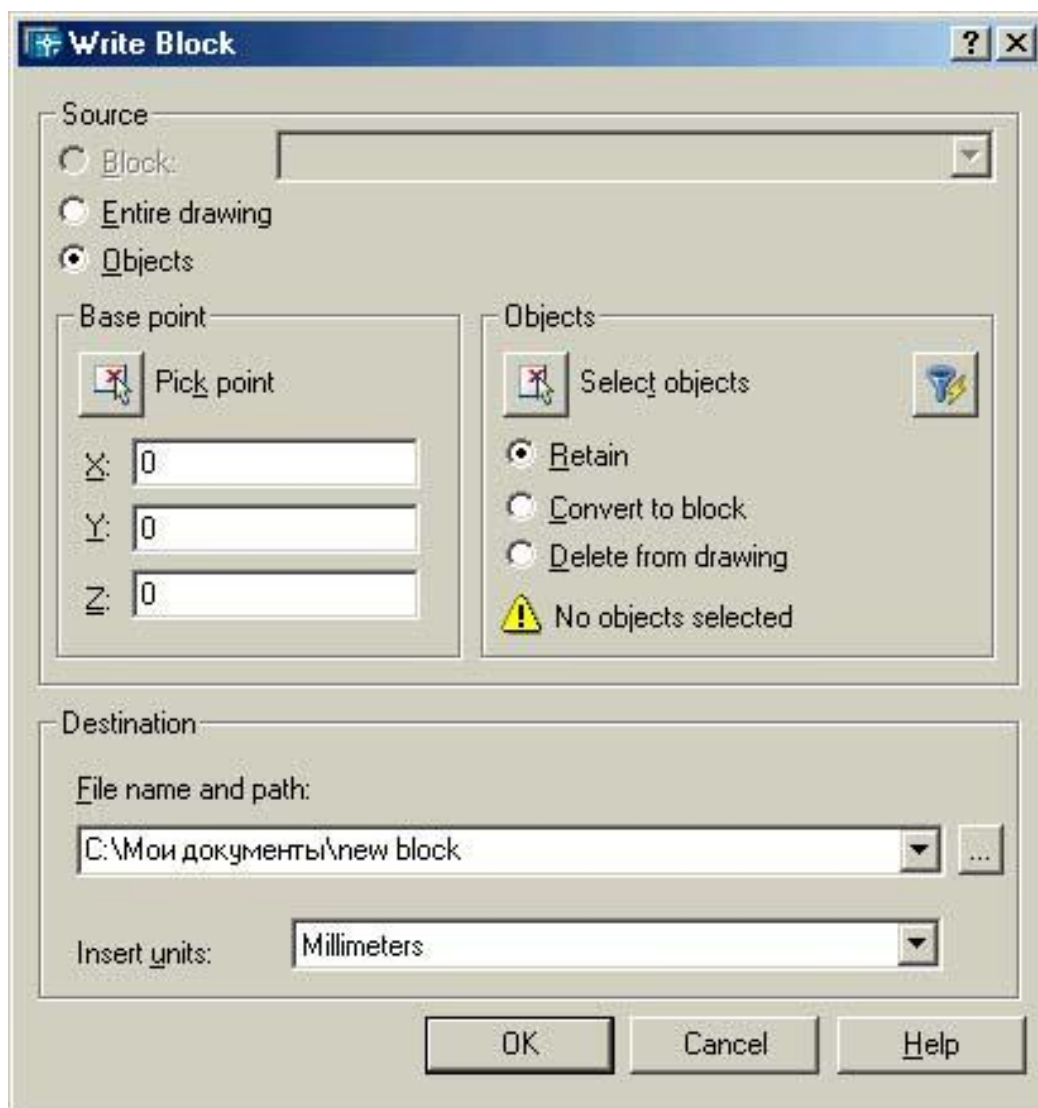 Write Block
Source
Block:
Entire drawing
Objects
Base point
Pick point
X: 0
Y: 0
Z: 0
Objects
Select objects
Retain
Convert to block
Delete from drawing
No objects selected
Destination
File name and path:
C:\Мои документы\new block
...
Insert units: Millimeters
OK Cancel Help